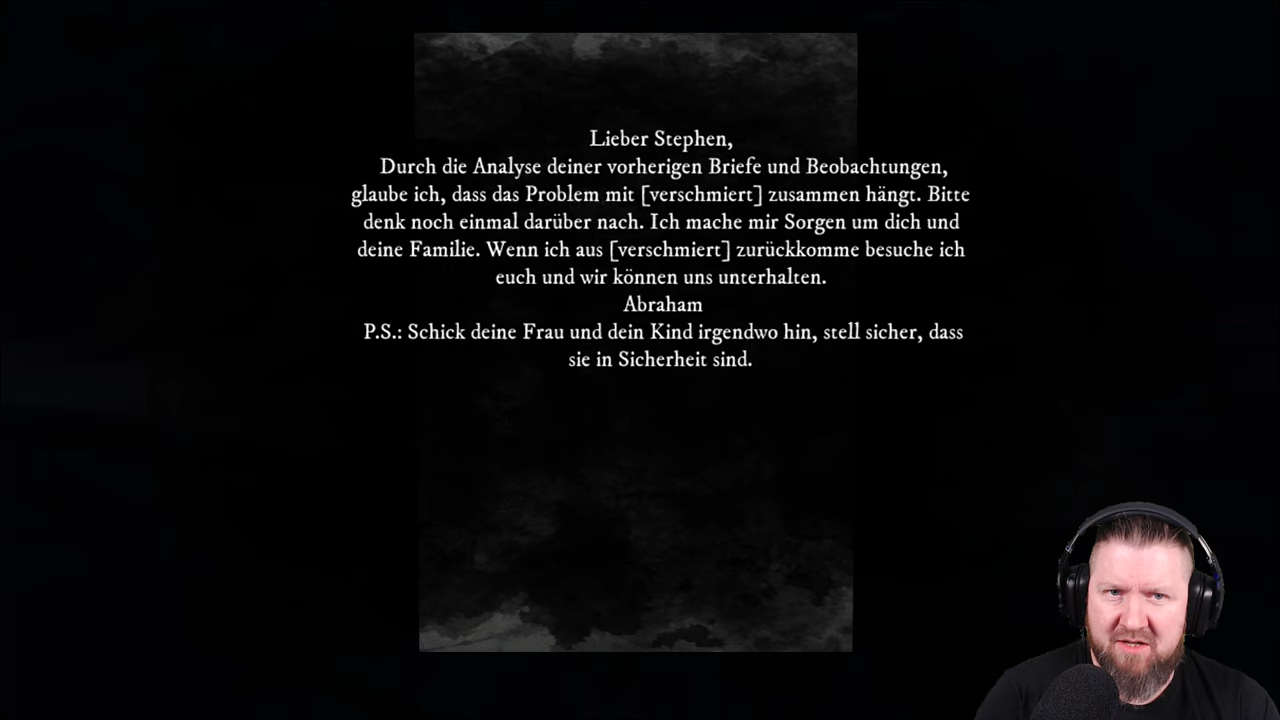 Lieber Stephen,
Durch die Analyse deiner vorherigen Briefe und Beobachtungen,
glaube ich, dass das Problem mit [verschmiert] zusammen hängt. Bitte
denk noch einmal darüber nach. Ich mache mir Sorgen um dich und
deine Familie. Wenn ich aus [verschmiert] zurückkomme besuche ich
euch und wir können uns unterhalten.
Abraham
P.S.: Schick deine Frau und dein Kind irgendwo hin, stell sicher, dass
sie in Sicherheit sind.